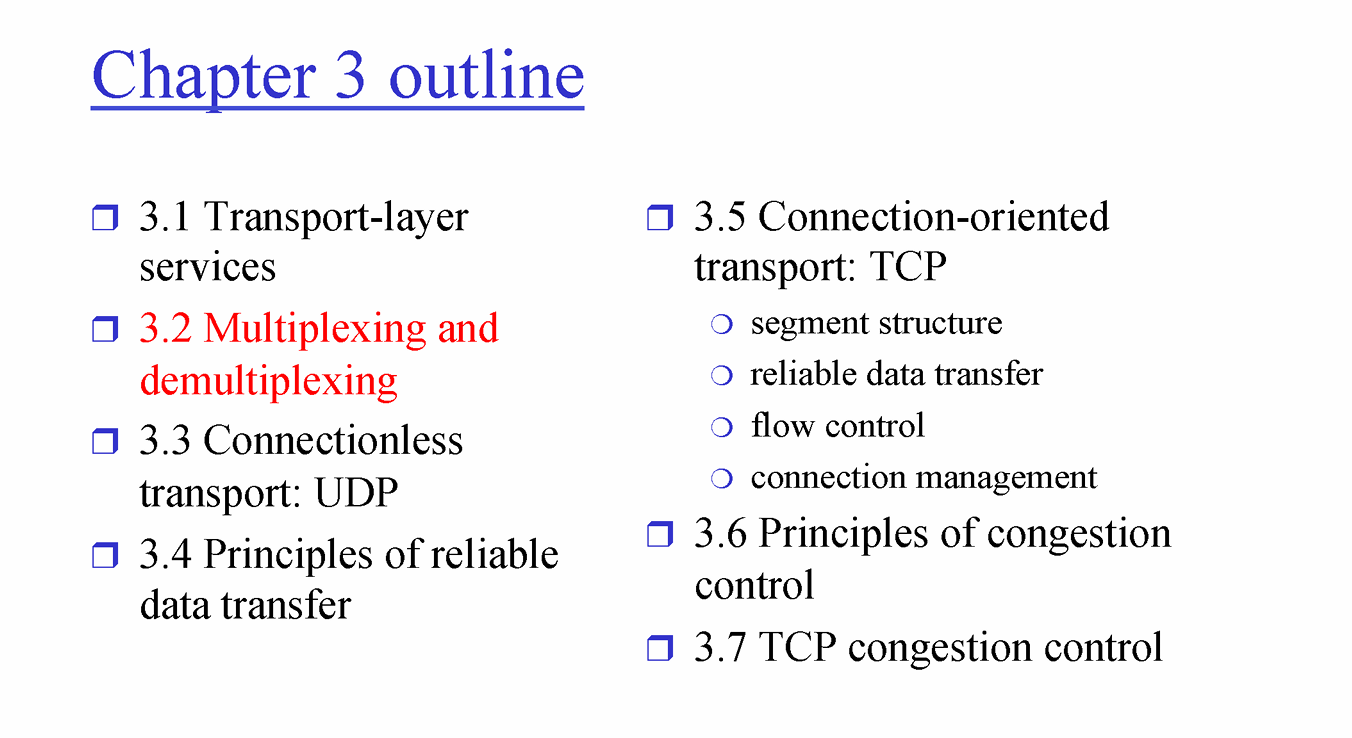 Chapter 3 outline
3.1 Transport-layer
services
3.2 Multiplexing and
demultiplexing
3.3 Connectionless
transport: UDP
3.4 Principles of reliable
data transfer
3.5 Connection-oriented
transport: TCP
segment structure
reliable data transfer
flow control
connection management
3.6 Principles of congestion
control
3.7 TCP congestion control